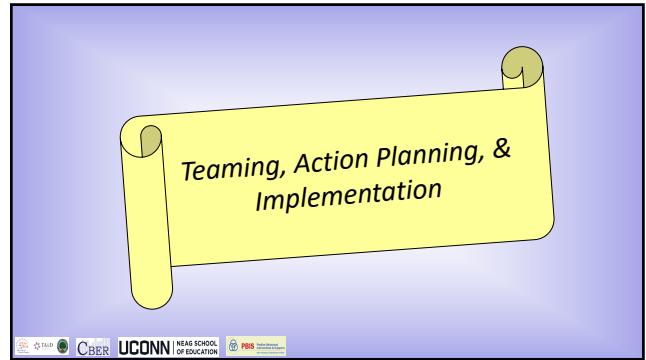 Teaming, Action Planning, &
Implementation
CBER
UCONN
NEAG SCHOOL
OF EDUCATION
PBIS